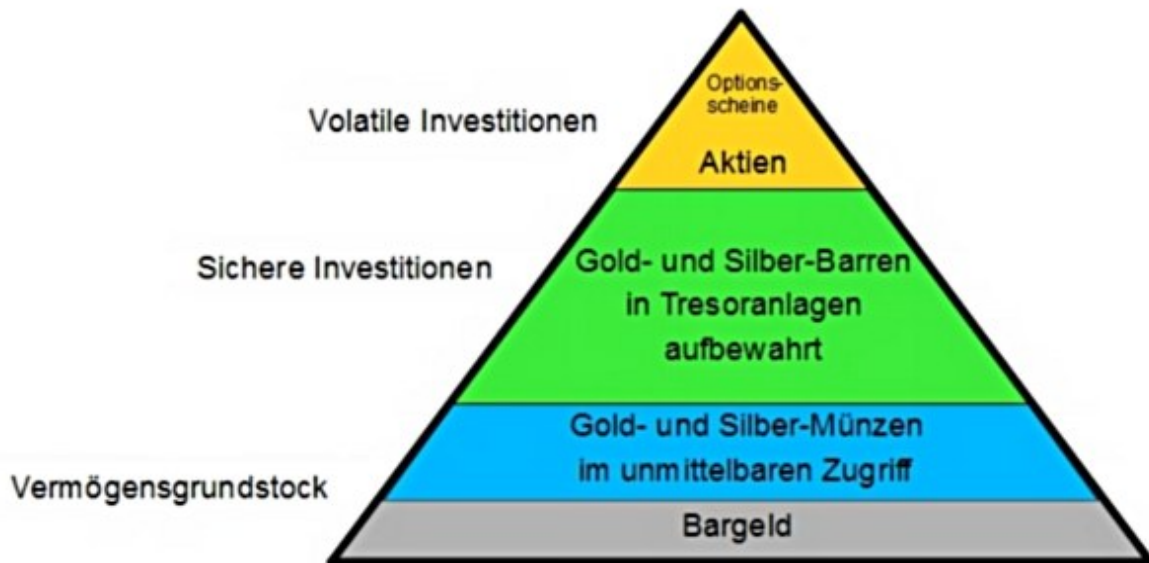 Options-
scheine
Volatile Investitionen
Aktien
Sichere Investitionen
Gold- und Silber-Barren
in Tresoranlagen
aufbewahrt
Gold- und Silber-Münzen
im unmittelbaren Zugriff
Vermögensgrundstock
Bargeld